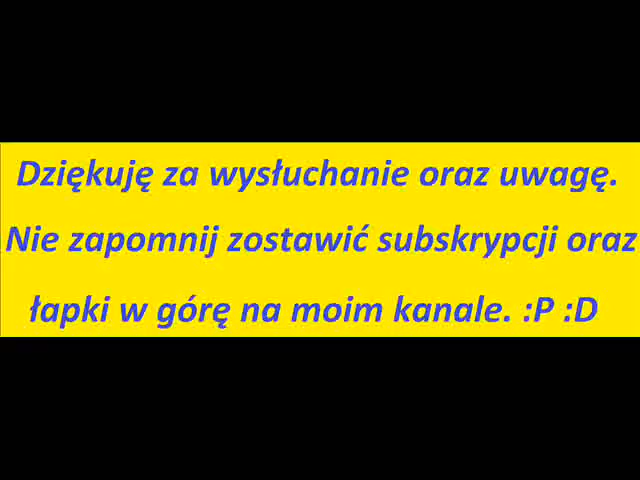 Dziękuję za wysłuchanie oraz uwagę.
Nie zapomnij zostawić subskrypcji oraz
łapki w górę na moim kanale. :P :D